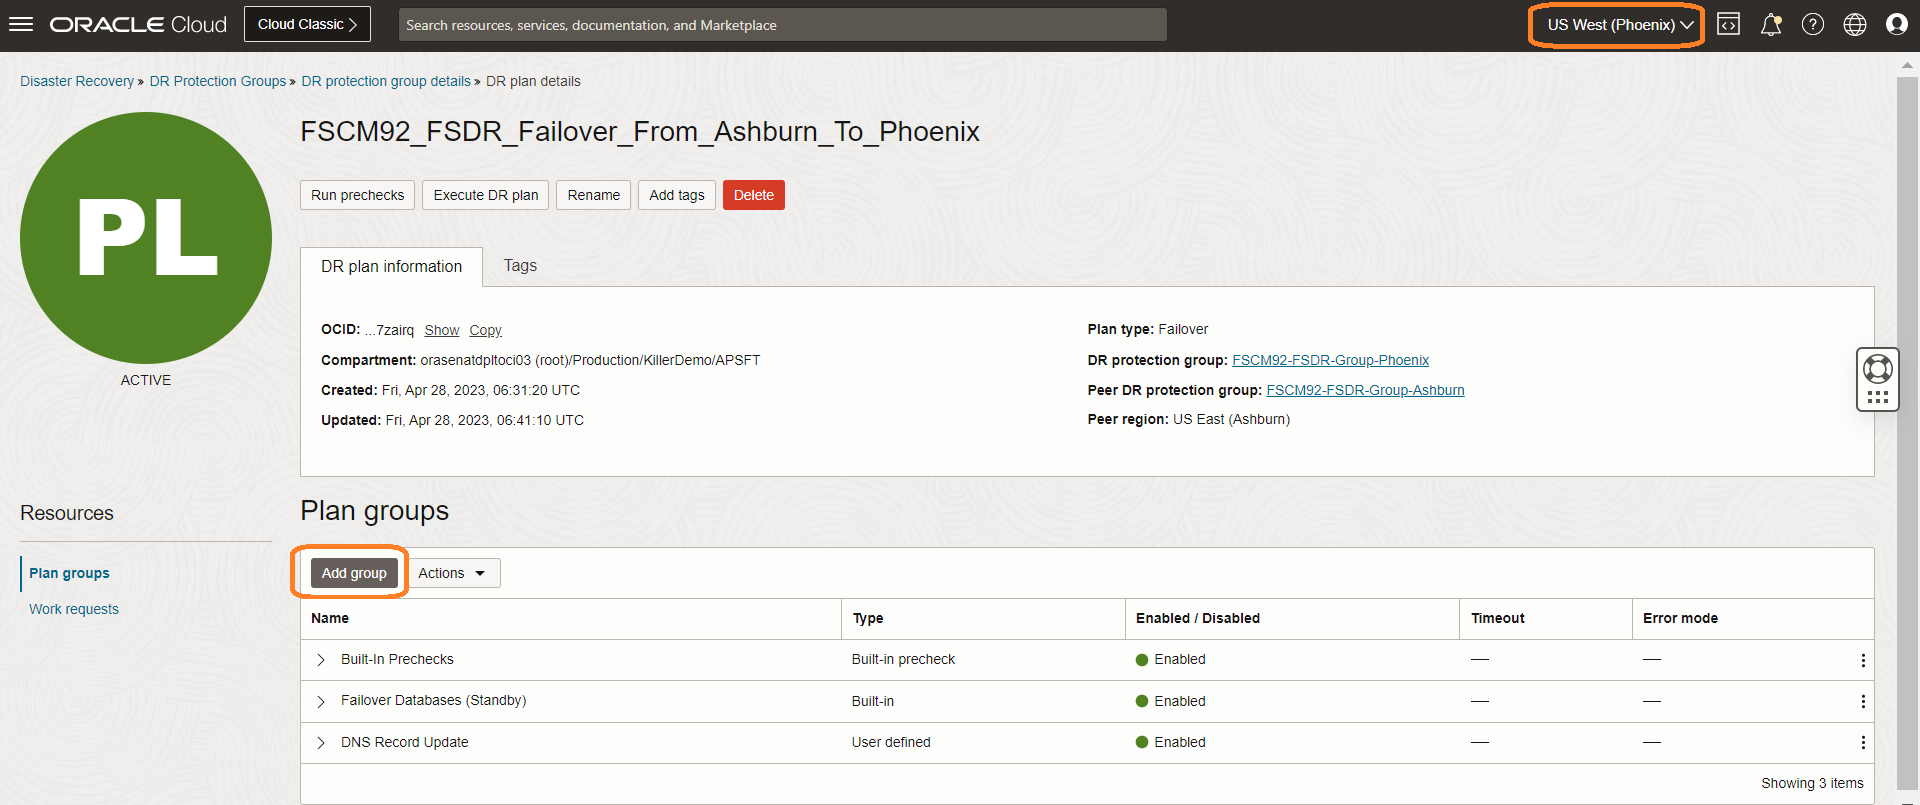 ORACLE Cloud Cloud Classic Search resources, services, documentation, and Marketplace US West (Phoenix)
Disaster Recovery » DR Protection Groups » DR protection group details » DR plan details
PL
ACTIVE
FSCM92_FSDR_Failover_From_Ashburn_To_Phoenix
Run prechecks Execute DR plan Rename Add tags Delete
DR plan information Tags
OCID: ...7zairq Show Copy
Compartment: orasenatdpltoci03 (root)/Production/KillerDemo/APSFT
Created: Fri, Apr 28, 2023, 06:31:20 UTC
Updated: Fri, Apr 28, 2023, 06:41:10 UTC
Plan type: Failover
DR protection group: FSCM92-FSDR-Group-Phoenix
Peer DR protection group: FSCM92-FSDR-Group-Ashburn
Peer region: US East (Ashburn)
Resources
Plan groups
Work requests
Plan groups
Add group Actions
Name Type Enabled / Disabled Timeout Error mode
Built-In Prechecks Built-in precheck Enabled — —
Failover Databases (Standby) Built-in Enabled — —
DNS Record Update User defined Enabled — —
Showing 3 items